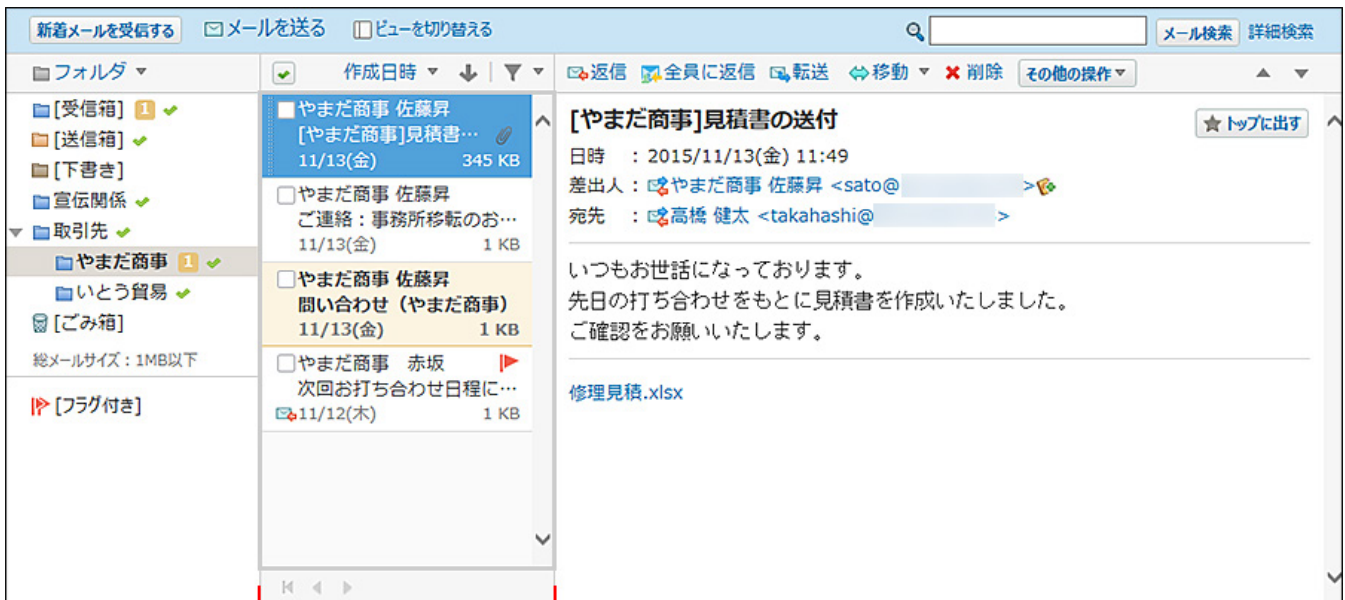 新着メールを受信する メールを送る ビューを切り替える メール検索 詳細検索
フォルダ
[受信箱] 1
[送信箱]
[下書き]
宣伝関係
取引先
やまだ商事 1
いとう貿易
[ごみ箱]
総メールサイズ:1MB以下
[フラグ付き]
作成日時
やまだ商事 佐藤昇
[やまだ商事]見積書…
11/13(金) 345 KB
やまだ商事 佐藤昇
ご連絡:事務所移転のお…
11/13(金) 1 KB
やまだ商事 佐藤昇
問い合わせ(やまだ商事)
11/13(金) 1 KB
やまだ商事 赤坂
次回お打ち合わせ日程に…
11/12(木) 1 KB
返信 全員に返信 転送 移動 削除 その他の操作
[やまだ商事]見積書の送付 トップに出す
日時 :2015/11/13(金) 11:49
差出人:やまだ商事 佐藤昇 <sato@ >
宛先 :高橋 健太 <takahashi@ >
いつもお世話になっております。
先日の打ち合わせをもとに見積書を作成いたしました。
ご確認をお願いいたします。
修理見積.xlsx